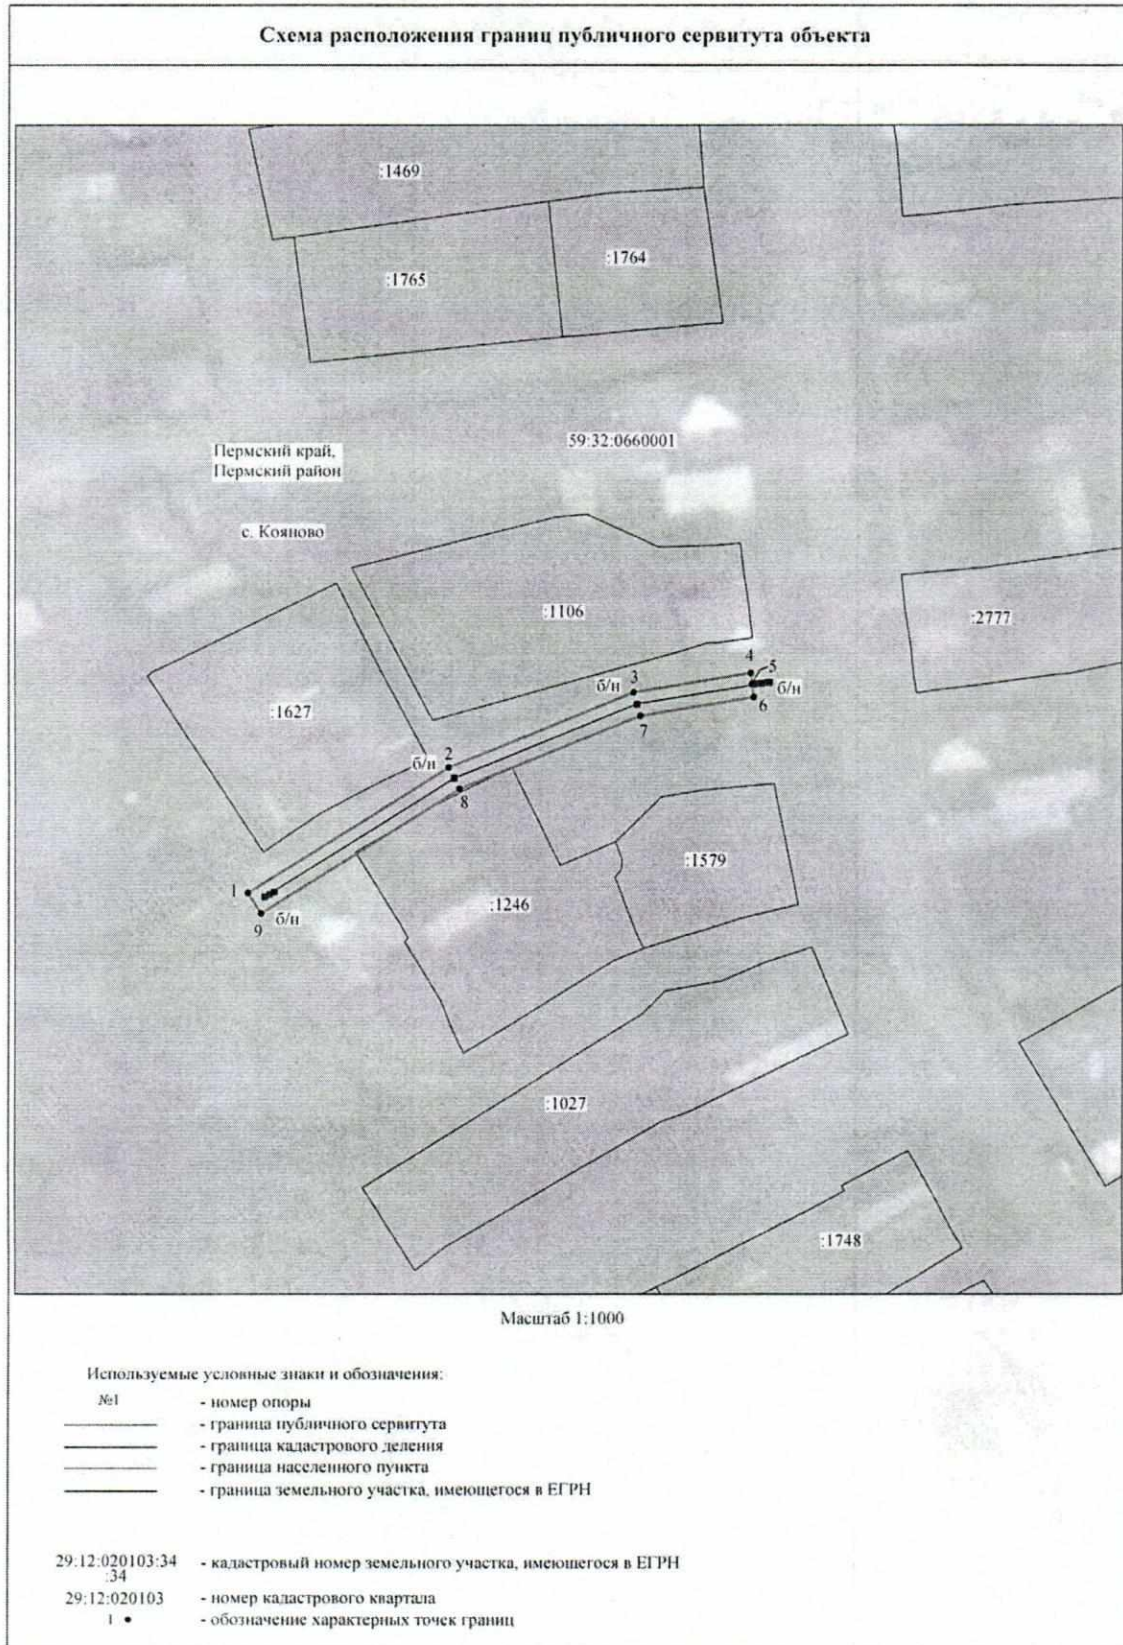 Схема расположения границ публичного сервитута объекта
:1469
:1764
:1765
59:32:0660001
Пермский край,
Пермский район
с. Кояново
:1106
:2777
4
5
3
б/н
б/н
6
:1627
7
2
б/н
8
:1579
1
:1246
б/н
9
:1027
:1748
Масштаб 1:1000
Используемые условные знаки и обозначения:
№1 - номер опоры
- граница публичного сервитута
- граница кадастрового деления
- граница населенного пункта
- граница земельного участка, имеющегося в ЕГРН
29:12:020103:34 - кадастровый номер земельного участка, имеющегося в ЕГРН
:34
29:12:020103 - номер кадастрового квартала
1 - обозначение характерных точек границ